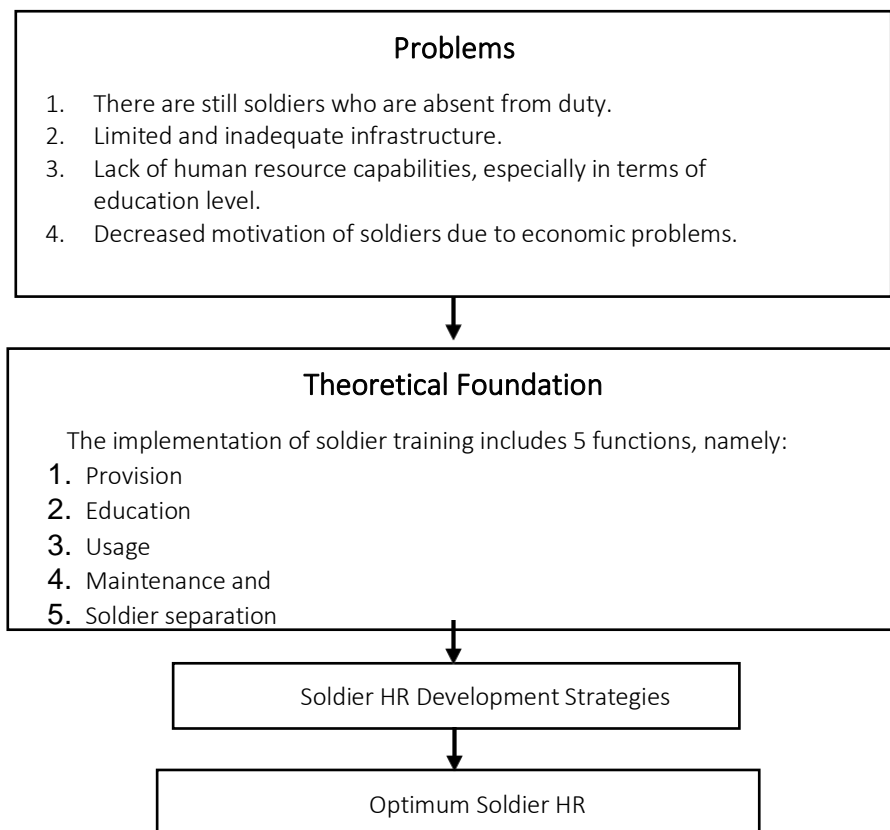 Problems
1. There are still soldiers who are absent from duty.
2. Limited and inadequate infrastructure.
3. Lack of human resource capabilities, especially in terms of
education level.
4. Decreased motivation of soldiers due to economic problems.
Theoretical Foundation
The implementation of soldier training includes 5 functions, namely:
1. Provision
2. Education
3. Usage
4. Maintenance and
5. Soldier separation
Soldier HR Development Strategies
Optimum Soldier HR